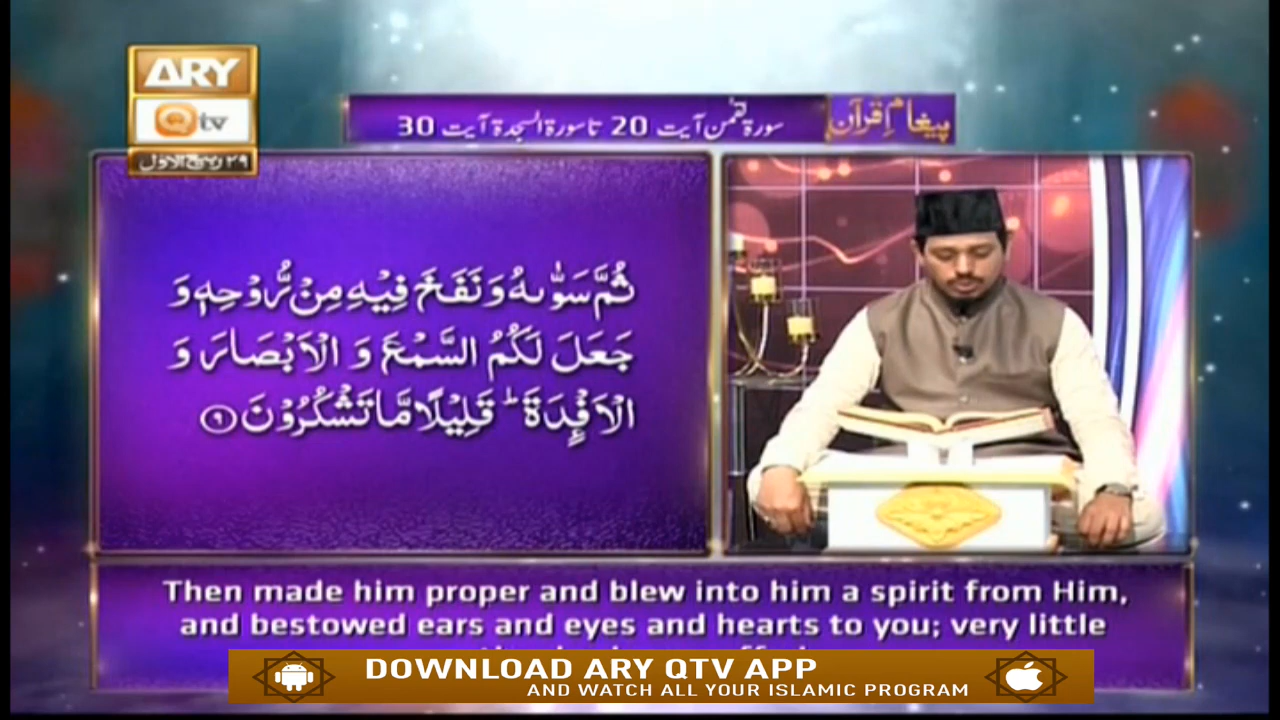 ARY
Qtv
۲۹ ربیع الاول
پیغامِ قرآن
سورۃ لقمٰن آیت 20 تا سورۃ السجدۃ آیت 30
ثُمَّ سَوّٰىهُ وَ نَفَخَ فِیْهِ مِنْ رُّوْحِهٖ وَ
جَعَلَ لَكُمُ السَّمْعَ وَ الْاَبْصَارَ وَ
الْاَفْـِٕدَةَ ؕ قَلِیْلًا مَّا تَشْكُرُوْنَ ۹
Then made him proper and blew into him a spirit from Him,
and bestowed ears and eyes and hearts to you; very little
DOWNLOAD ARY QTV APP
AND WATCH ALL YOUR ISLAMIC PROGRAM